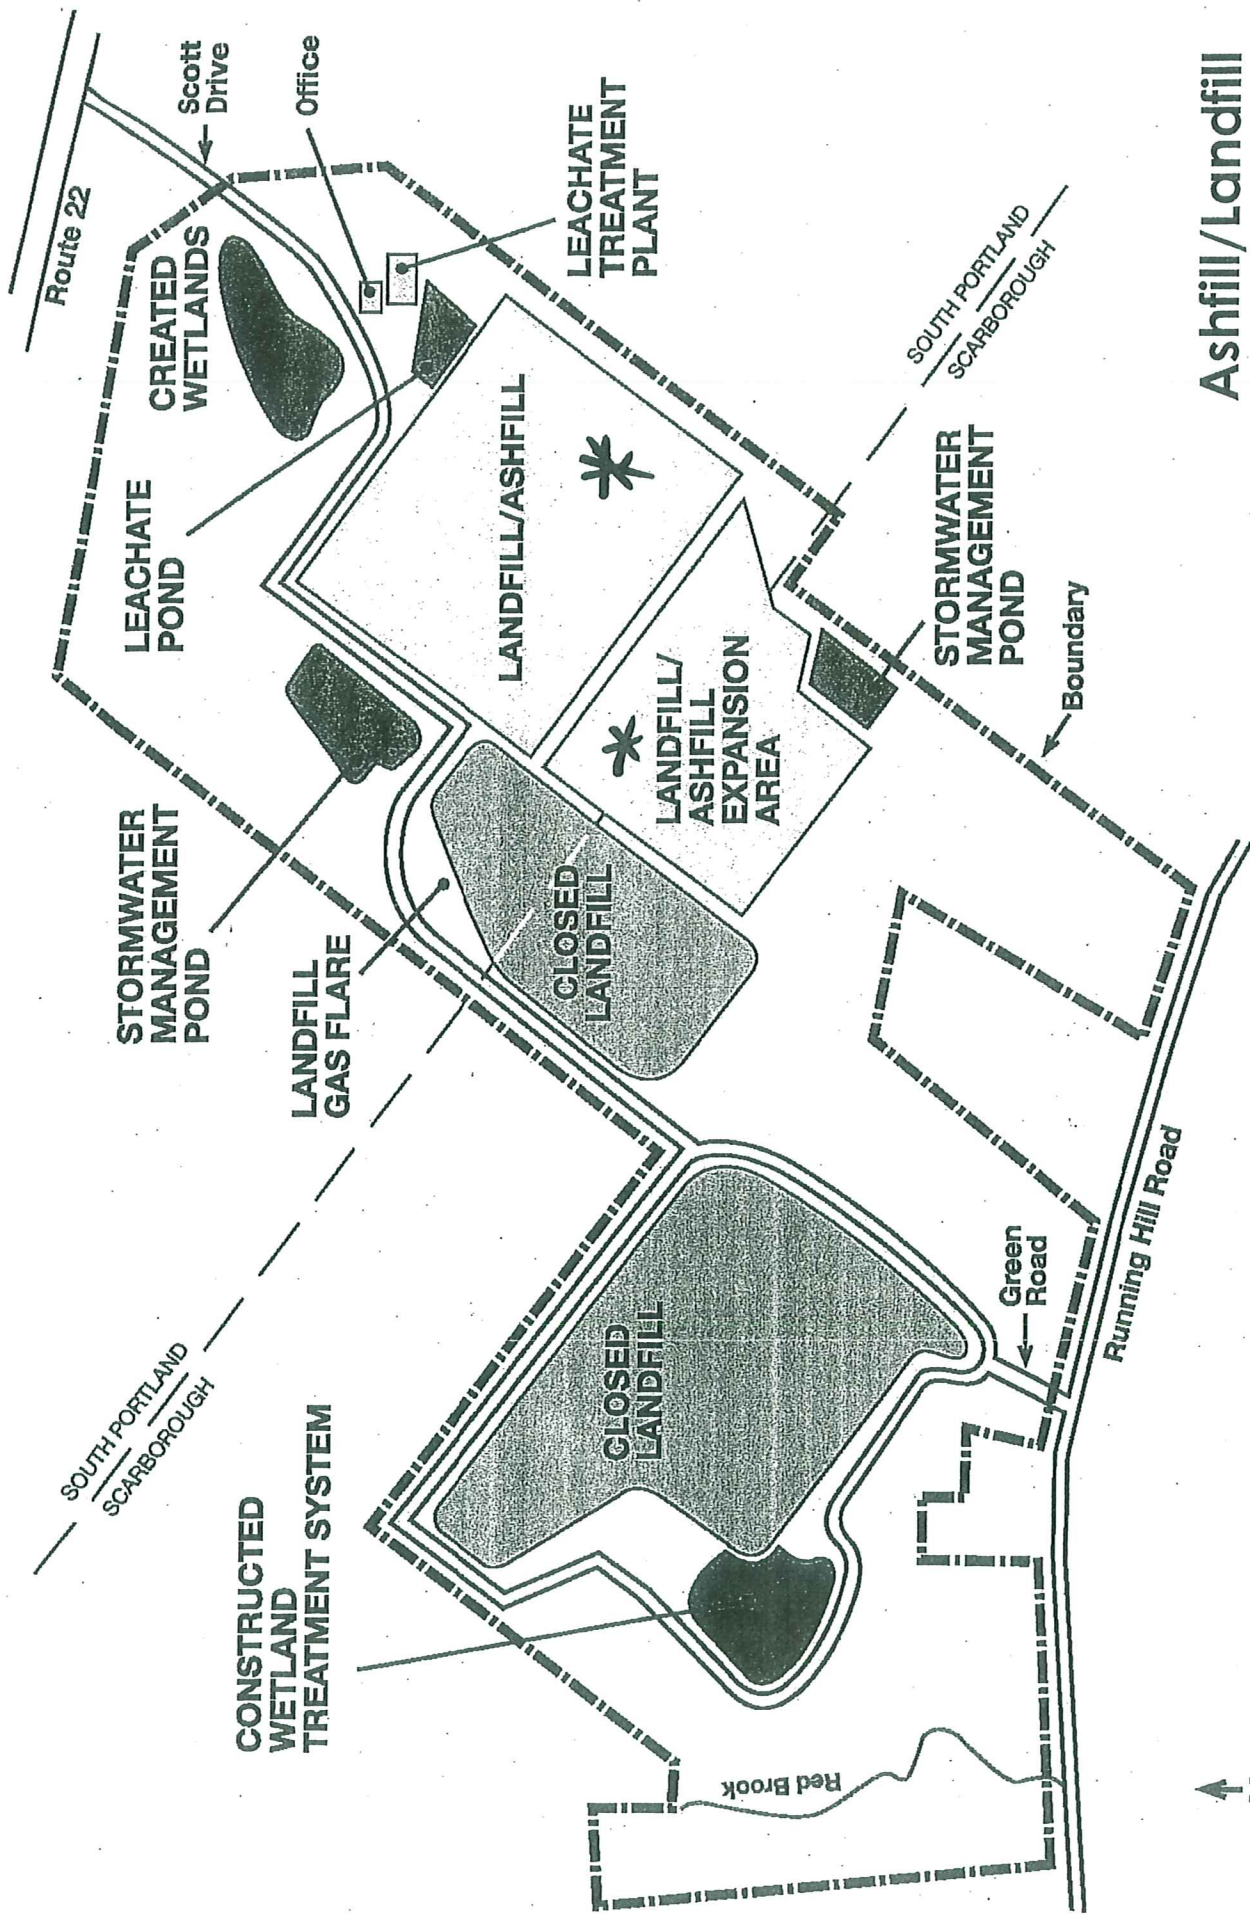 Route 22
SOUTH PORTLAND
SCARBOROUGH
STORMWATER
MANAGEMENT
POND
LEACHATE
POND
CREATED
WETLANDS
Scott
Drive
CONSTRUCTED
WETLAND
TREATMENT SYSTEM
LANDFILL
GAS FLARE
Office
LANDFILL/ASHFILL
LEACHATE
TREATMENT
PLANT
CLOSED
LANDFILL
CLOSED
LANDFILL
LANDFILL/
ASHFILL
EXPANSION
AREA
Red Brook
SOUTH PORTLAND
SCARBOROUGH
STORMWATER
MANAGEMENT
POND
Green
Road
Boundary
Running Hill Road
Ashfill/Landfill